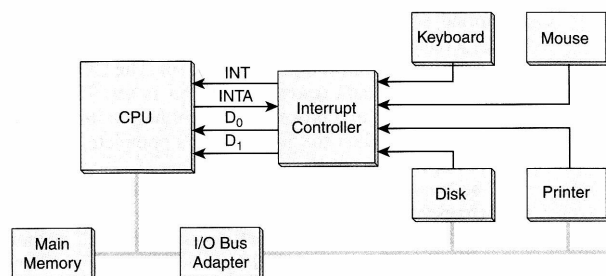 Keyboard
Mouse
INT
INTA
CPU
Interrupt
Controller
D0
D1
Disk
Printer
Main
Memory
I/O Bus
Adapter